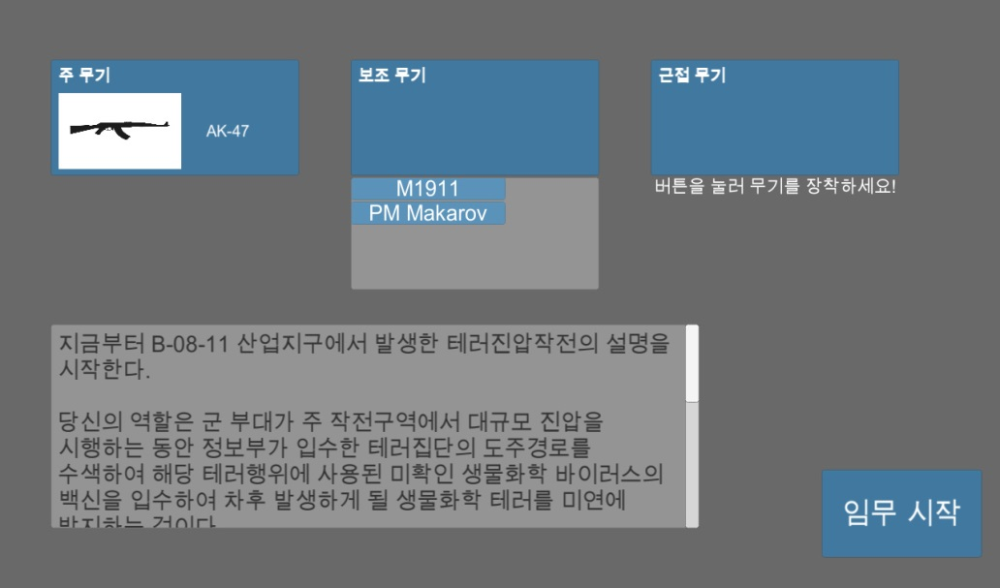 주 무기
AK-47
보조 무기
M1911
PM Makarov
근접 무기
버튼을 눌러 무기를 장착하세요!
지금부터 B-08-11 산업지구에서 발생한 테러진압작전의 설명을
시작한다.
당신의 역할은 군 부대가 주 작전구역에서 대규모 진압을
시행하는 동안 정보부가 입수한 테러집단의 도주경로를
수색하여 해당 테러행위에 사용된 미확인 생물화학 바이러스의
백신을 입수하여 차후 발생하게 될 생물화학 테러를 미연에
방지하는 것이다.
임무 시작